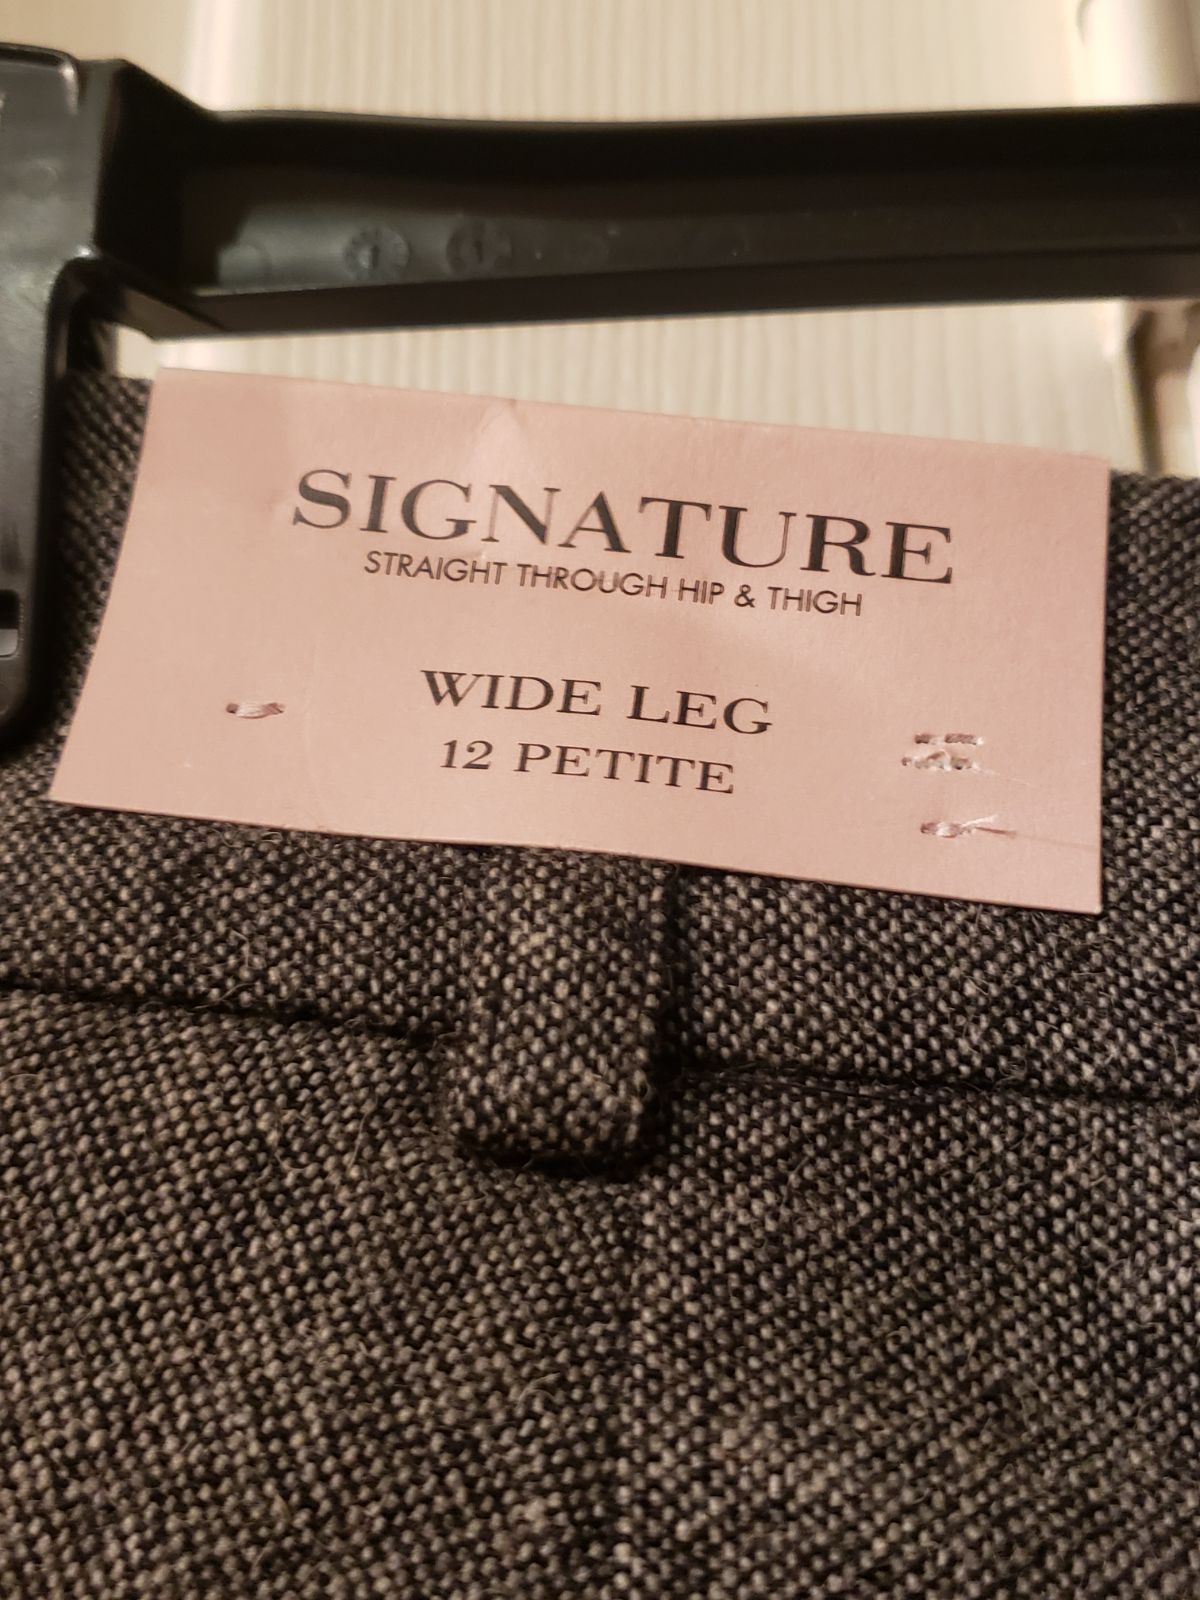 SIGNATURE
STRAIGHT THROUGH HIP & THIGH
WIDE LEG
12 PETITE